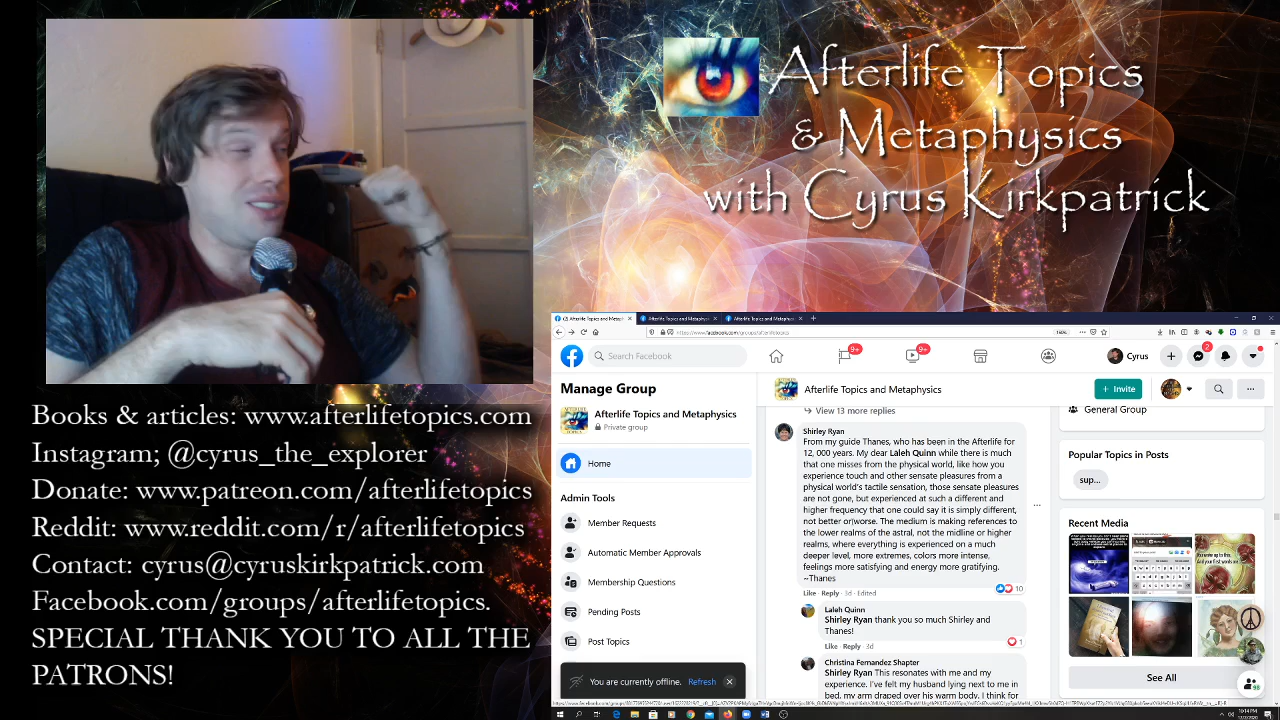 Afterlife Topics
& Metaphysics
with Cyrus Kirkpatrick
Books & articles: www.afterlifetopics.com
Instagram; @cyrus_the_explorer
Donate: www.patreon.com/afterlifetopics
Reddit: www.reddit.com/r/afterlifetopics
Contact: cyrus@cyruskirkpatrick.com
Facebook.com/groups/afterlifetopics.
SPECIAL THANK YOU TO ALL THE
PATRONS!
Search Facebook
9+
9+
Cyrus
2
Manage Group
Afterlife Topics and Metaphysics
Private group
Home
Admin Tools
Member Requests
Automatic Member Approvals
Membership Questions
Pending Posts
Post Topics
You are currently offline. Refresh
Afterlife Topics and Metaphysics
+ Invite
View 13 more replies
Shirley Ryan
From my guide Thanes, who has been in the Afterlife for
12, 000 years. My dear Laleh Quinn while there is much
that one misses from the physical world, like how you
experience touch and other sensate pleasures from a
physical world's tactile sensation, those sensate pleasures
are not gone, but experienced at such a different and
higher frequency that one could say it is simply different,
not better or worse. The medium is making references to
the lower realms of the astral, not the midline or higher
realms, where everything is experienced on a much
deeper level, more extremes, colors more intense,
feelings more satisfying and energy more gratifying.
~Thanes
Like · Reply · 3d · Edited
10
Laleh Quinn
Shirley Ryan thank you so much Shirley and
Thanes!
Like · Reply · 3d
1
Christina Fernandez Shapter
Shirley Ryan This resonates with me and my
experience. I've felt my husband lying next to me in
bed, my arm draped over his warm body. I think for
General Group
Popular Topics in Posts
sup...
Recent Media
See All
10:14 PM
12/2/2020